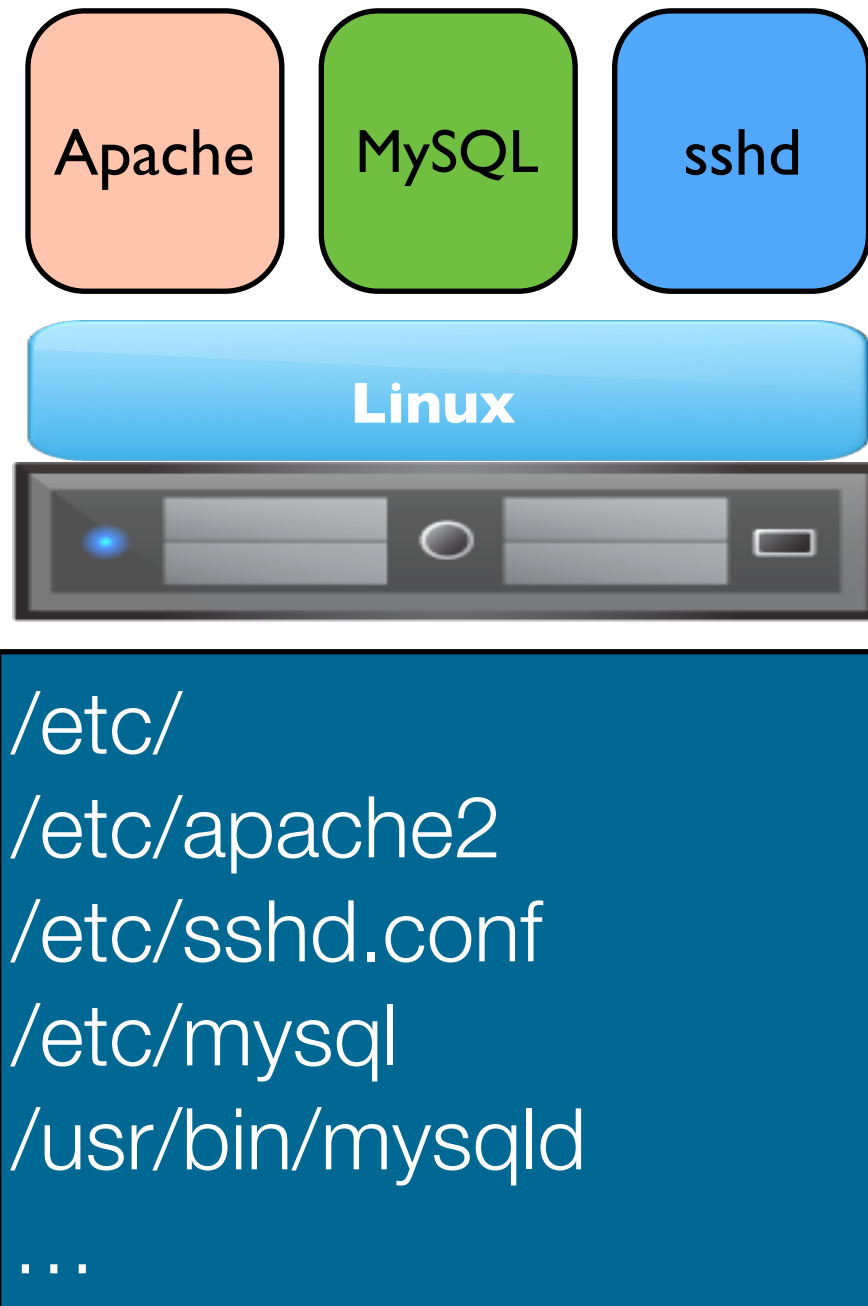 Apache MySQL sshd
Linux
/etc/
/etc/apache2
/etc/sshd.conf
/etc/mysql
/usr/bin/mysqld
...